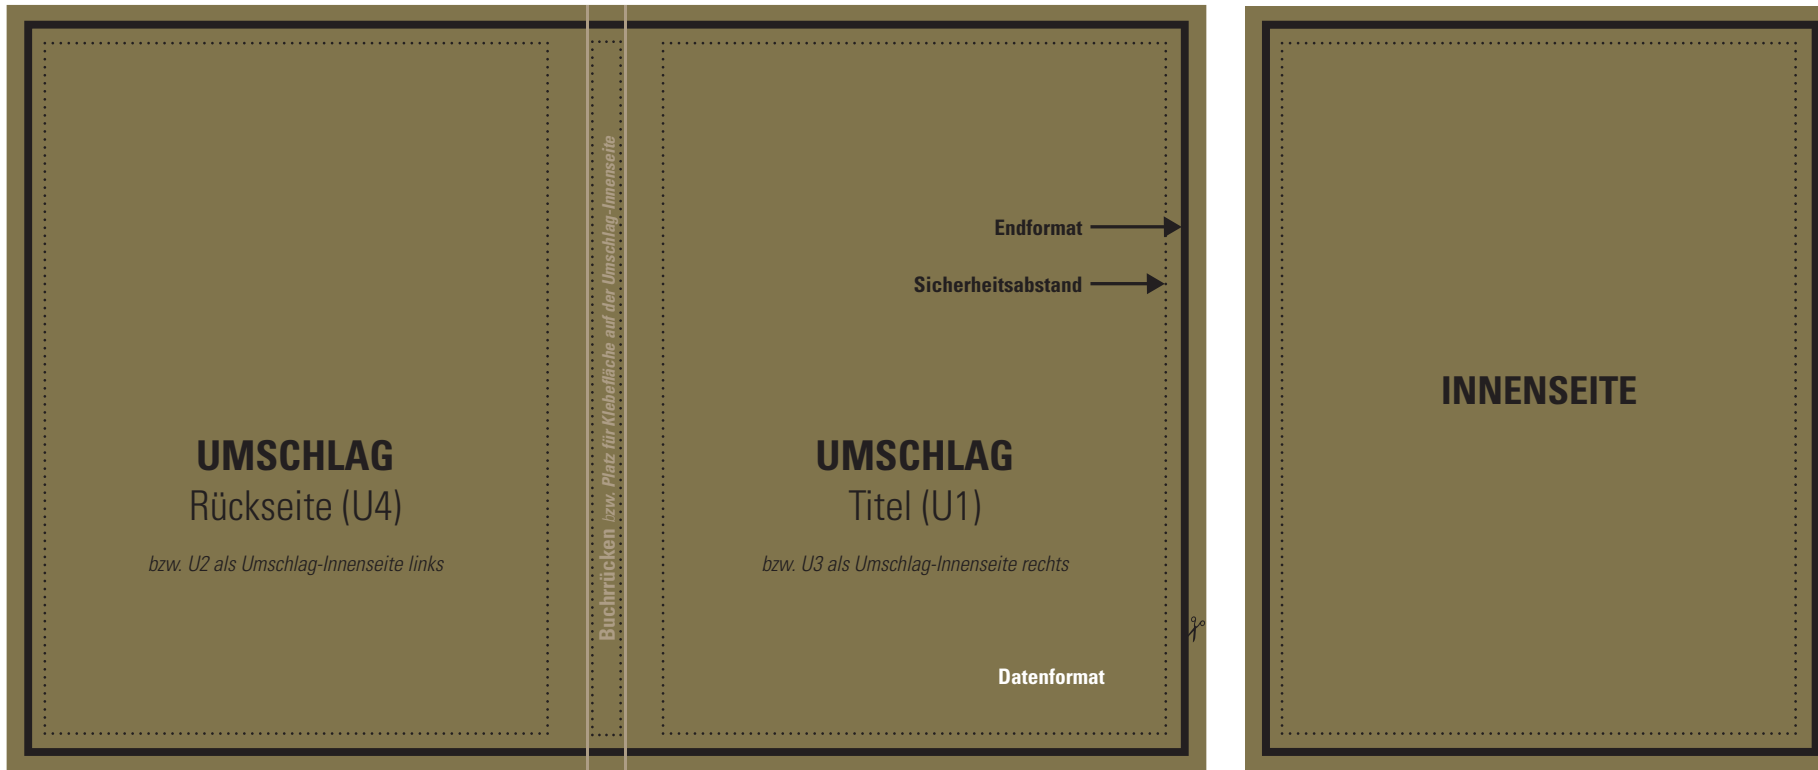 UMSCHLAG
Rückseite (U4)
bzw. U2 als Umschlag-Innenseite links
Buchrrücken bzw. Platz für Klebefläche auf der Umschlag-Innenseite
Endformat
Sicherheitsabstand
UMSCHLAG
Titel (U1)
bzw. U3 als Umschlag-Innenseite rechts
Datenformat
INNENSEITE